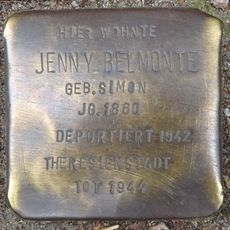 HIER WOHNTE
JENNY BELMONTE
GEB. SIMON
JG. 1860
DEPORTIERT 1942
THERESIENSTADT
TOT 1944